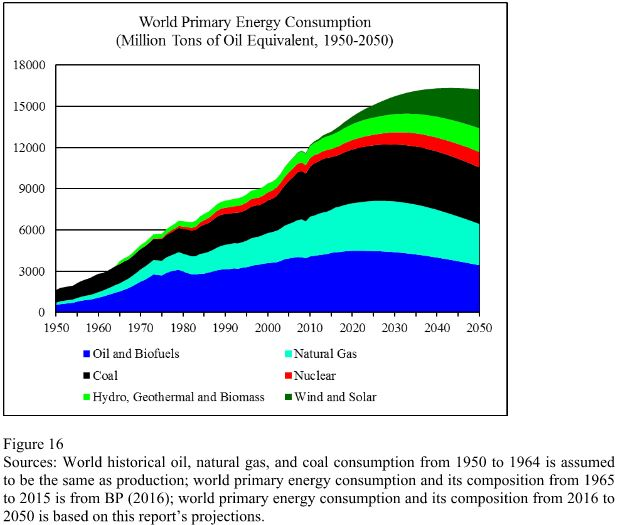 World Primary Energy Consumption
(Million Tons of Oil Equivalent, 1950-2050)
18000
15000
12000
9000
6000
3000
0
1950 1960 1970 1980 1990 2000 2010 2020 2030 2040 2050
Oil and Biofuels Natural Gas
Coal Nuclear
Hydro, Geothermal and Biomass Wind and Solar
Figure 16
Sources: World historical oil, natural gas, and coal consumption from 1950 to 1964 is assumed
to be the same as production; world primary energy consumption and its composition from 1965
to 2015 is from BP (2016); world primary energy consumption and its composition from 2016 to
2050 is based on this report’s projections.